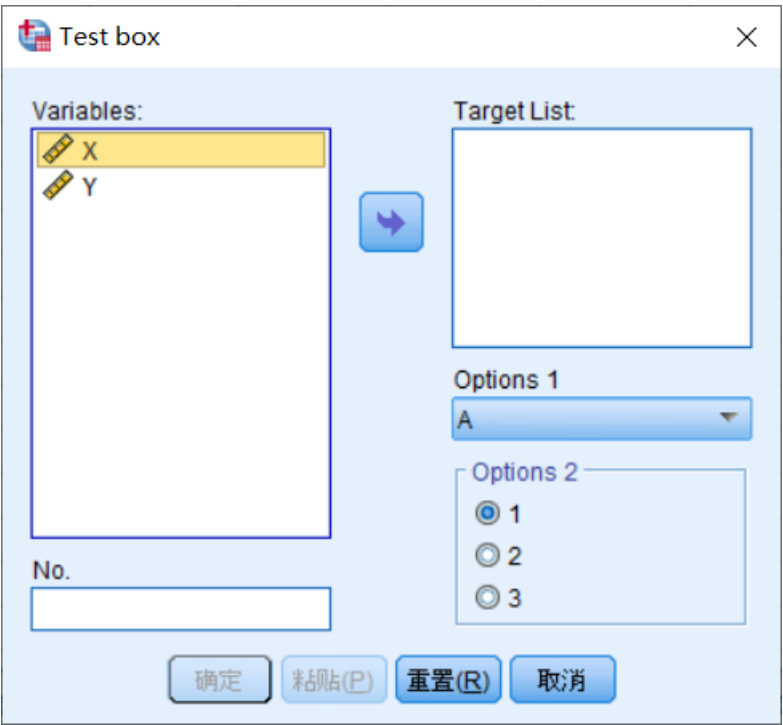 Test box
Variables:
X
Y
No.
Target List:
Options 1
A
Options 2
1
2
3
确定 粘贴(P) 重置(R) 取消